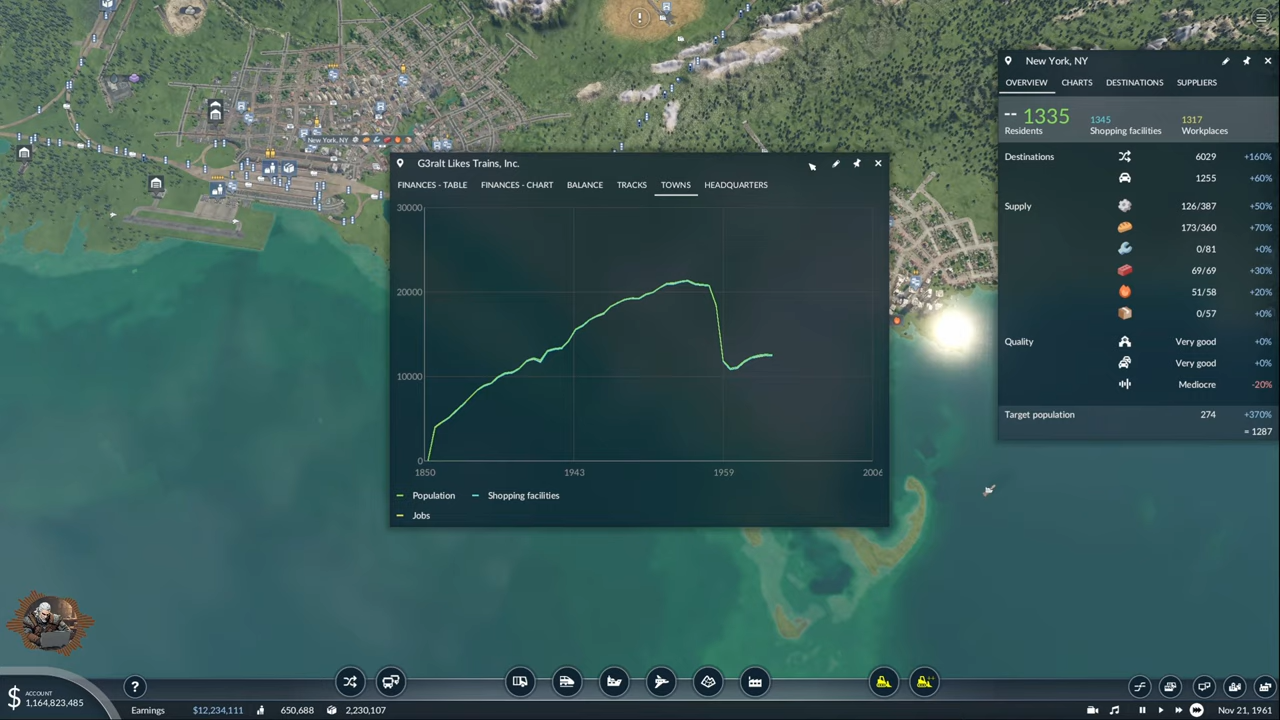 New York, NY
G3ralt Likes Trains, Inc.
FINANCES - TABLE FINANCES - CHART BALANCE TRACKS TOWNS HEADQUARTERS
30000
20000
10000
0
1850 1943 1959 2006
Population Shopping facilities
Jobs
New York, NY
OVERVIEW CHARTS DESTINATIONS SUPPLIERS
-- 1335 1345 1317
Residents Shopping facilities Workplaces
Destinations 6029 +160%
1255 +60%
Supply 126/387 +50%
173/360 +70%
0/81 +0%
69/69 +30%
51/58 +20%
0/57 +0%
Quality Very good +0%
Very good +0%
Mediocre -20%
Target population 274 +370%
= 1287
?
$ ACCOUNT
1,164,823,485
Earnings $12,234,111 650,688 2,230,107
Nov 21, 1961